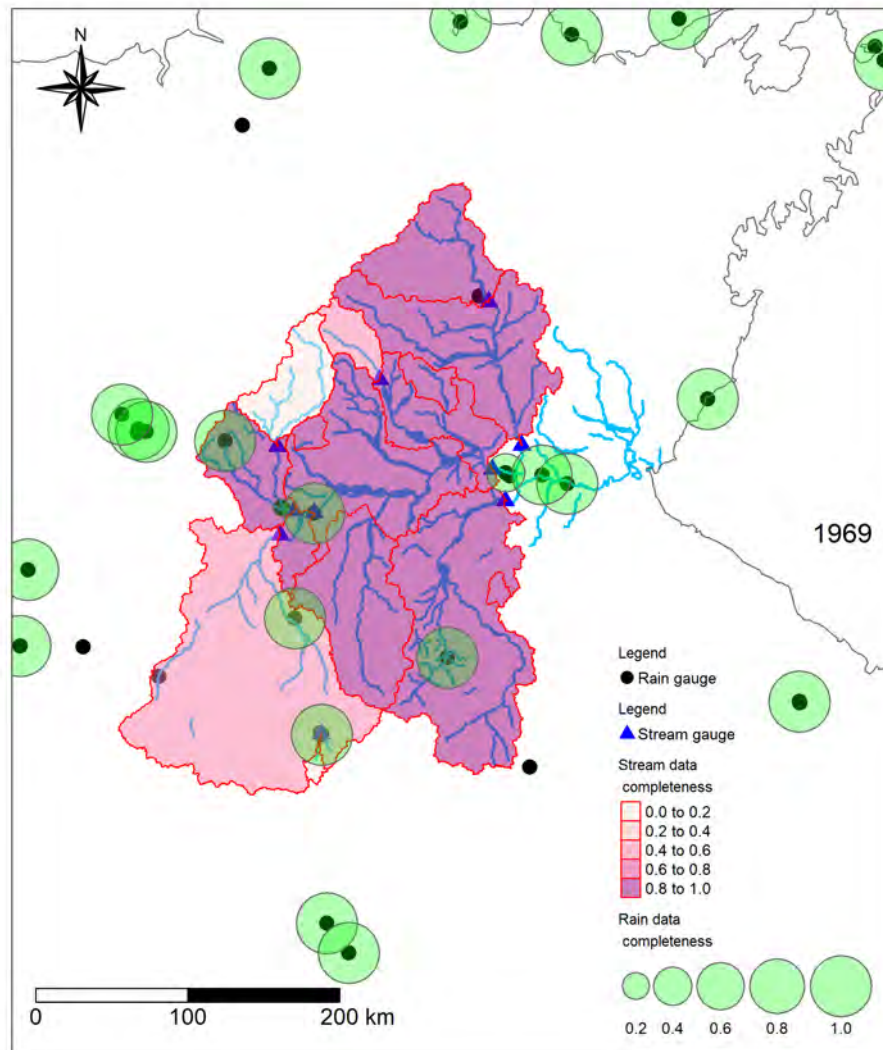 N
1969
Legend
Rain gauge
Legend
Stream gauge
Stream data
completeness
0.0 to 0.2
0.2 to 0.4
0.4 to 0.6
0.6 to 0.8
0.8 to 1.0
Rain data
completeness
0.2 0.4 0.6 0.8 1.0
0 100 200 km